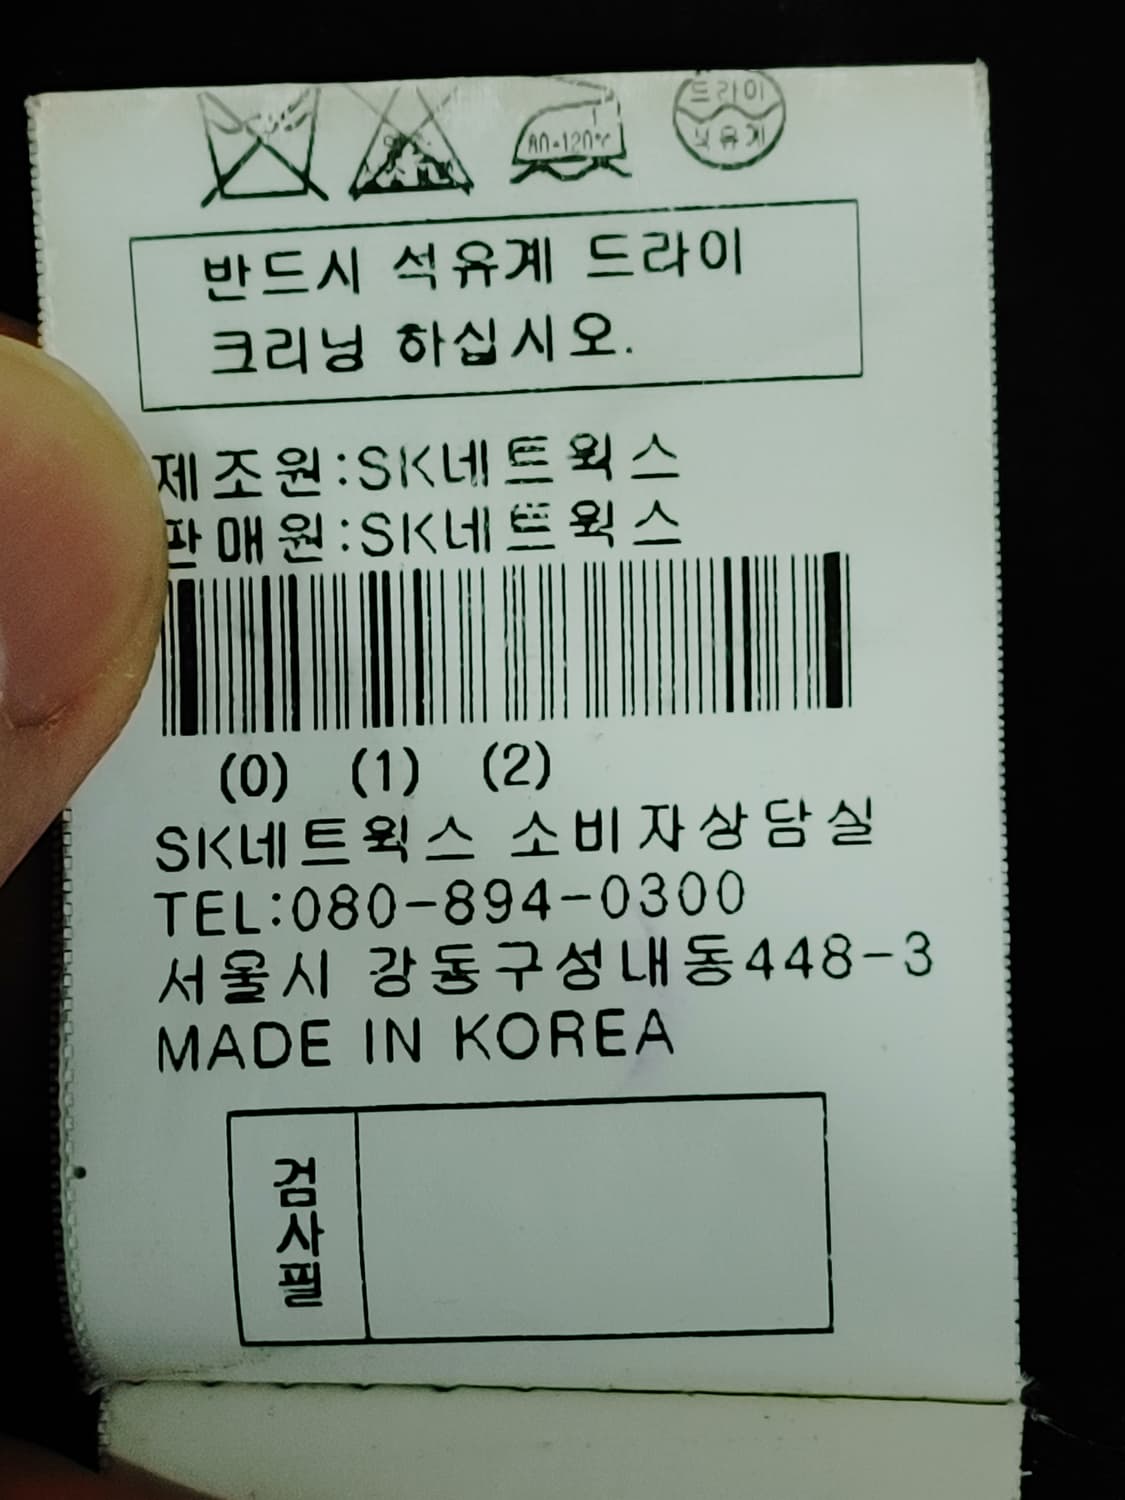 80~120℃
드라이
석유계
반드시 석유계 드라이
크리닝 하십시오.
제조원:SK네트웍스
판매원:SK네트웍스
(0) (1) (2)
SK네트웍스 소비자상담실
TEL:080-894-0300
서울시 강동구성내동448-3
MADE IN KOREA
검사필